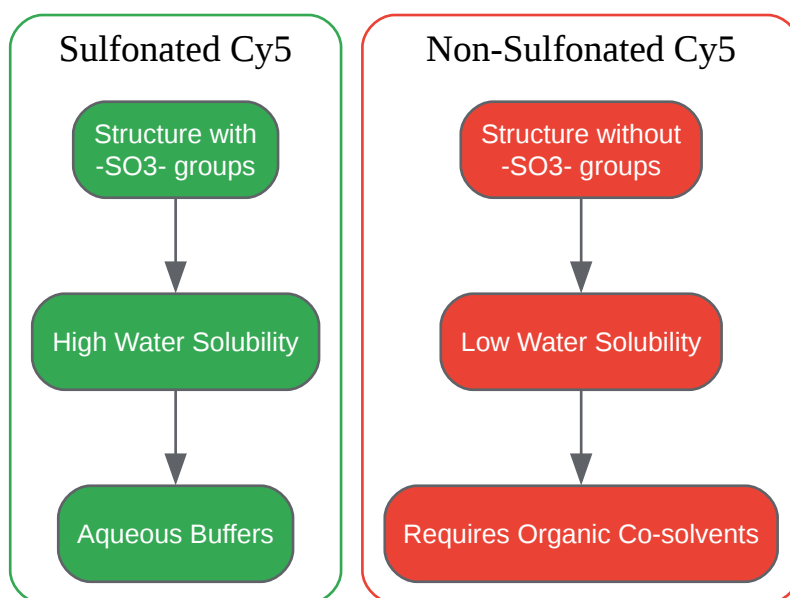 Sulfonated Cy5
Structure with
-SO3- groups
High Water Solubility
Aqueous Buffers
Non-Sulfonated Cy5
Structure without
-SO3- groups
Low Water Solubility
Requires Organic Co-solvents